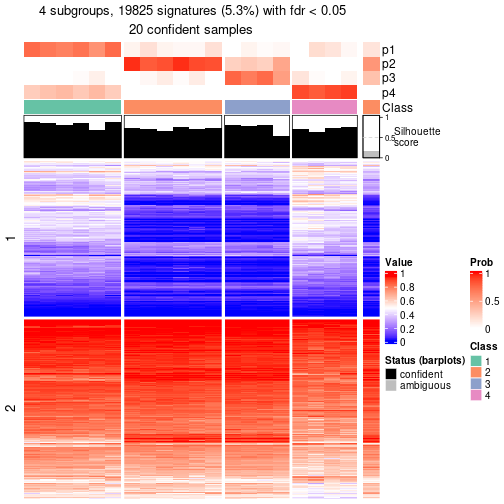 4 subgroups, 19825 signatures (5.3%) with fdr < 0.05
20 confident samples
p1
p2
p3
p4
Class
1
0.5
0
Silhouette
score
1
2
Value
1
0.8
0.6
0.4
0.2
0
Prob
1
0.5
0
Status (barplots)
confident
ambiguous
Class
1
2
3
4